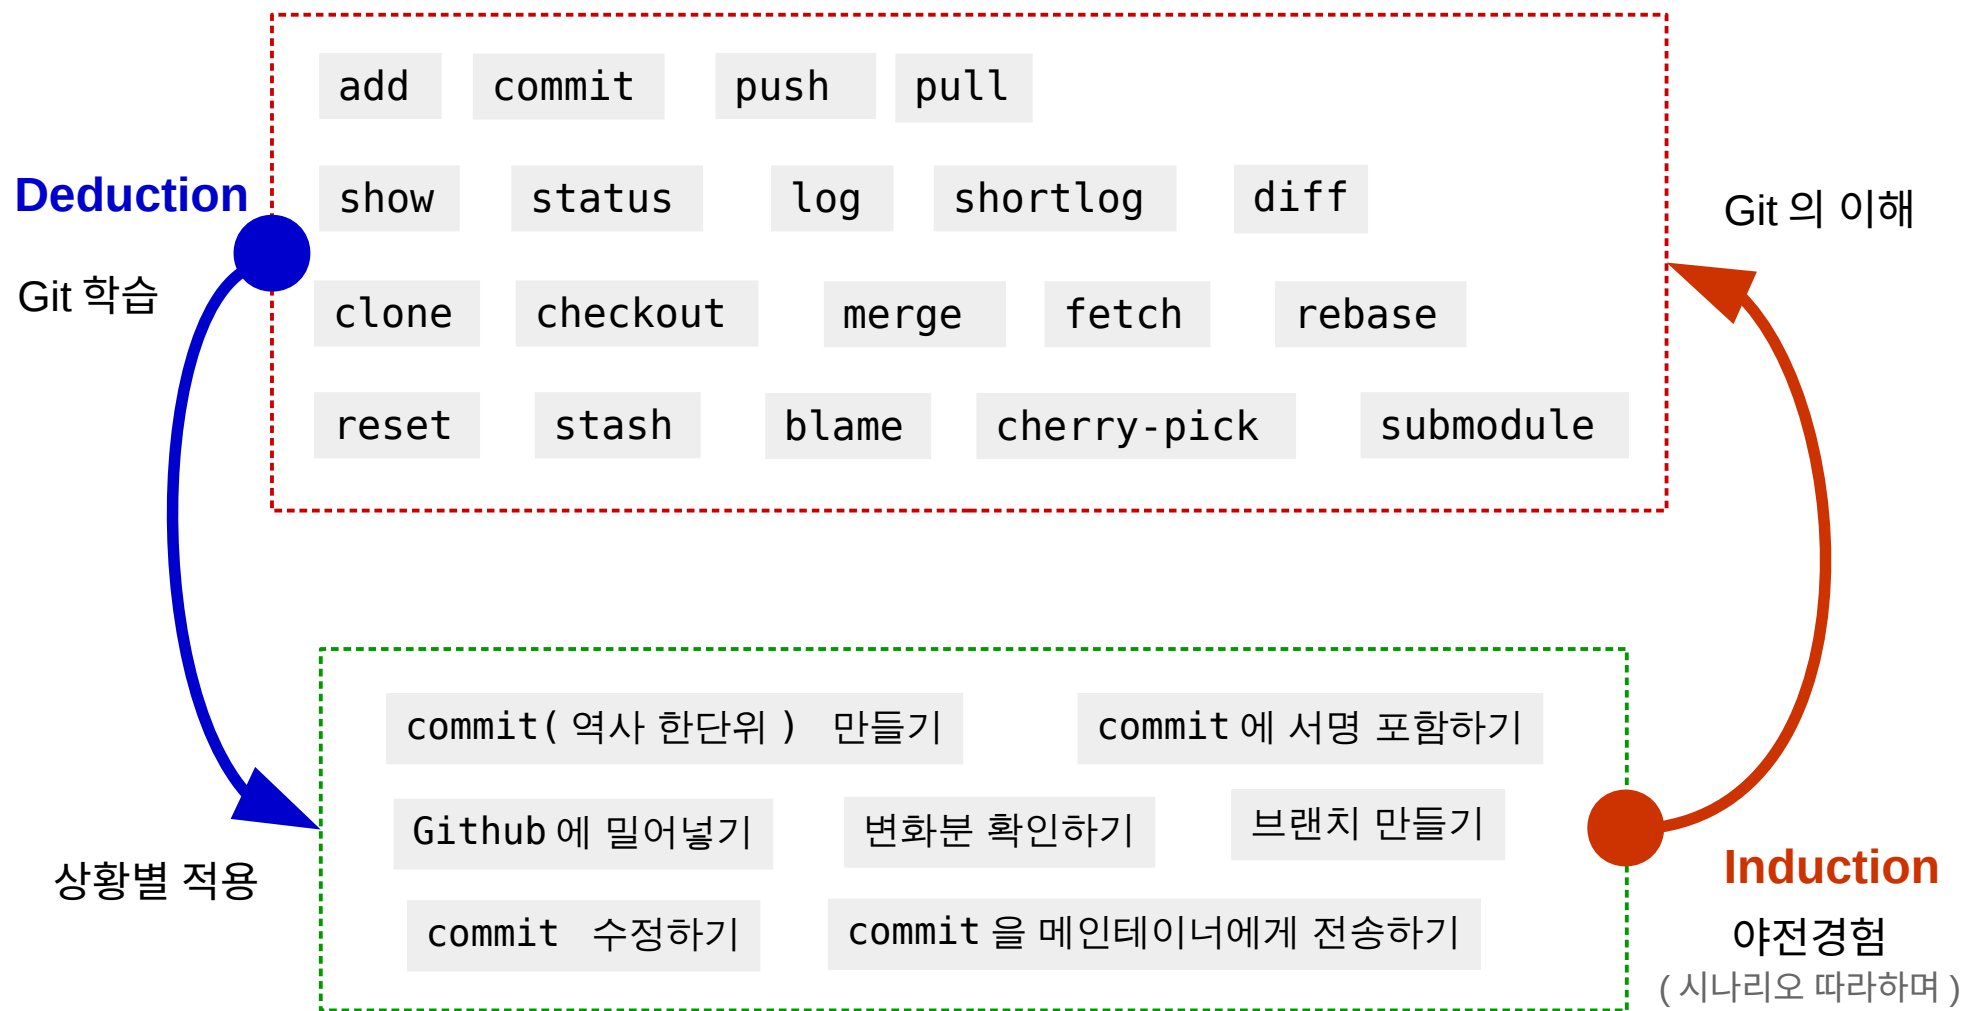 add commit push pull
Deduction
show status log shortlog diff
Git 의 이해
Git 학습
clone checkout merge fetch rebase
reset stash blame cherry-pick submodule
commit( 역사 한단위 ) 만들기 commit 에 서명 포함하기
Github 에 밀어넣기 변화분 확인하기 브랜치 만들기
상황별 적용
Induction
commit 수정하기 commit 을 메인테이너에게 전송하기
야전경험
( 시나리오 따라하며 )